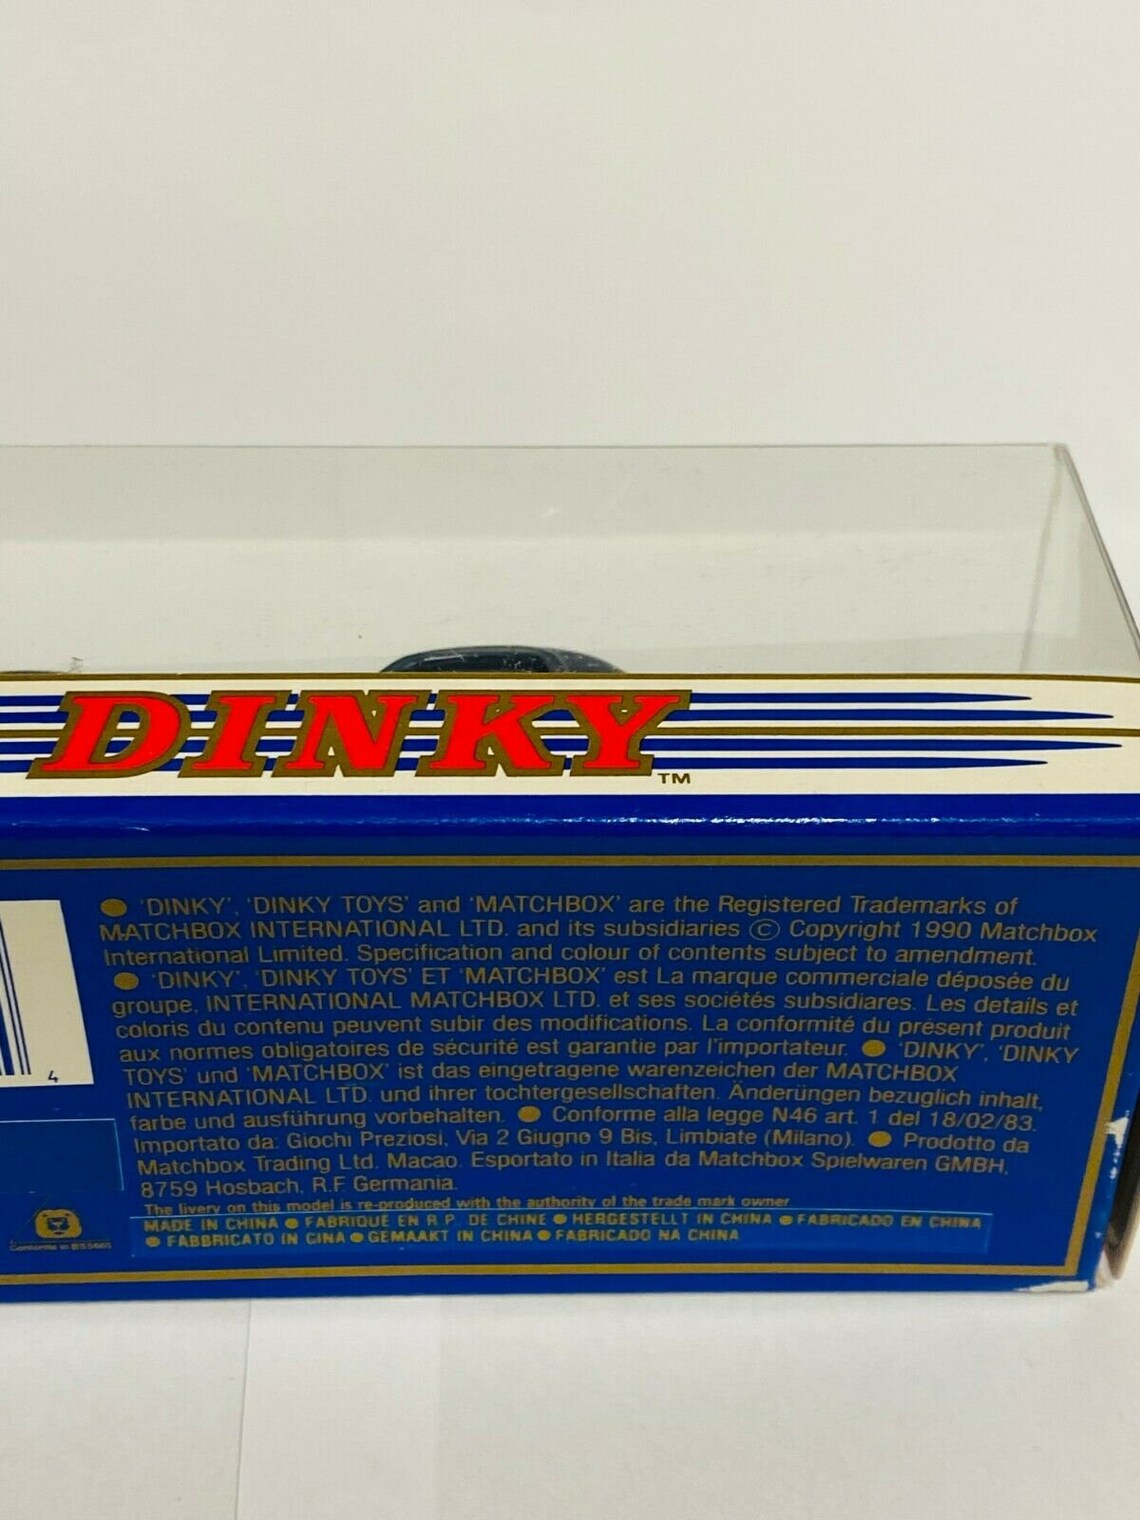 DINKY™
● 'DINKY', 'DINKY TOYS' and 'MATCHBOX' are the Registered Trademarks of
MATCHBOX INTERNATIONAL LTD. and its subsidiaries © Copyright 1990 Matchbox
International Limited. Specification and colour of contents subject to amendment.
● 'DINKY', 'DINKY TOYS' ET 'MATCHBOX' est La marque commerciale déposée du
groupe, INTERNATIONAL MATCHBOX LTD. et ses sociétés subsidiares. Les details et
coloris du contenu peuvent subir des modifications. La conformité du présent produit
aux normes obligatoires de sécurité est garantie par l'importateur. ● 'DINKY', 'DINKY
TOYS' und 'MATCHBOX' ist das eingetragene warenzeichen der MATCHBOX
INTERNATIONAL LTD. und ihrer tochtergesellschaften. Änderüngen bezuglich inhalt,
farbe und ausführung vorbehalten. ● Conforme alla legge N46 art. 1 del 18/02/83.
Importato da: Giochi Preziosi, Via 2 Giugno 9 Bis, Limbiate (Milano). ● Prodotto da
Matchbox Trading Ltd. Macao. Esportato in Italia da Matchbox Spielwaren GMBH,
8759 Hosbach, R.F. Germania.
The livery on this model is re-produced with the authority of the trade mark owner
MADE IN CHINA ● FABRIQUÉ EN R.P. DE CHINE ● HERGESTELLT IN CHINA ● FABRICADO EN CHINA
● FABBRICATO IN CINA ● GEMAAKT IN CHINA ● FABRICADO NA CHINA
4
Conforms to BS5665